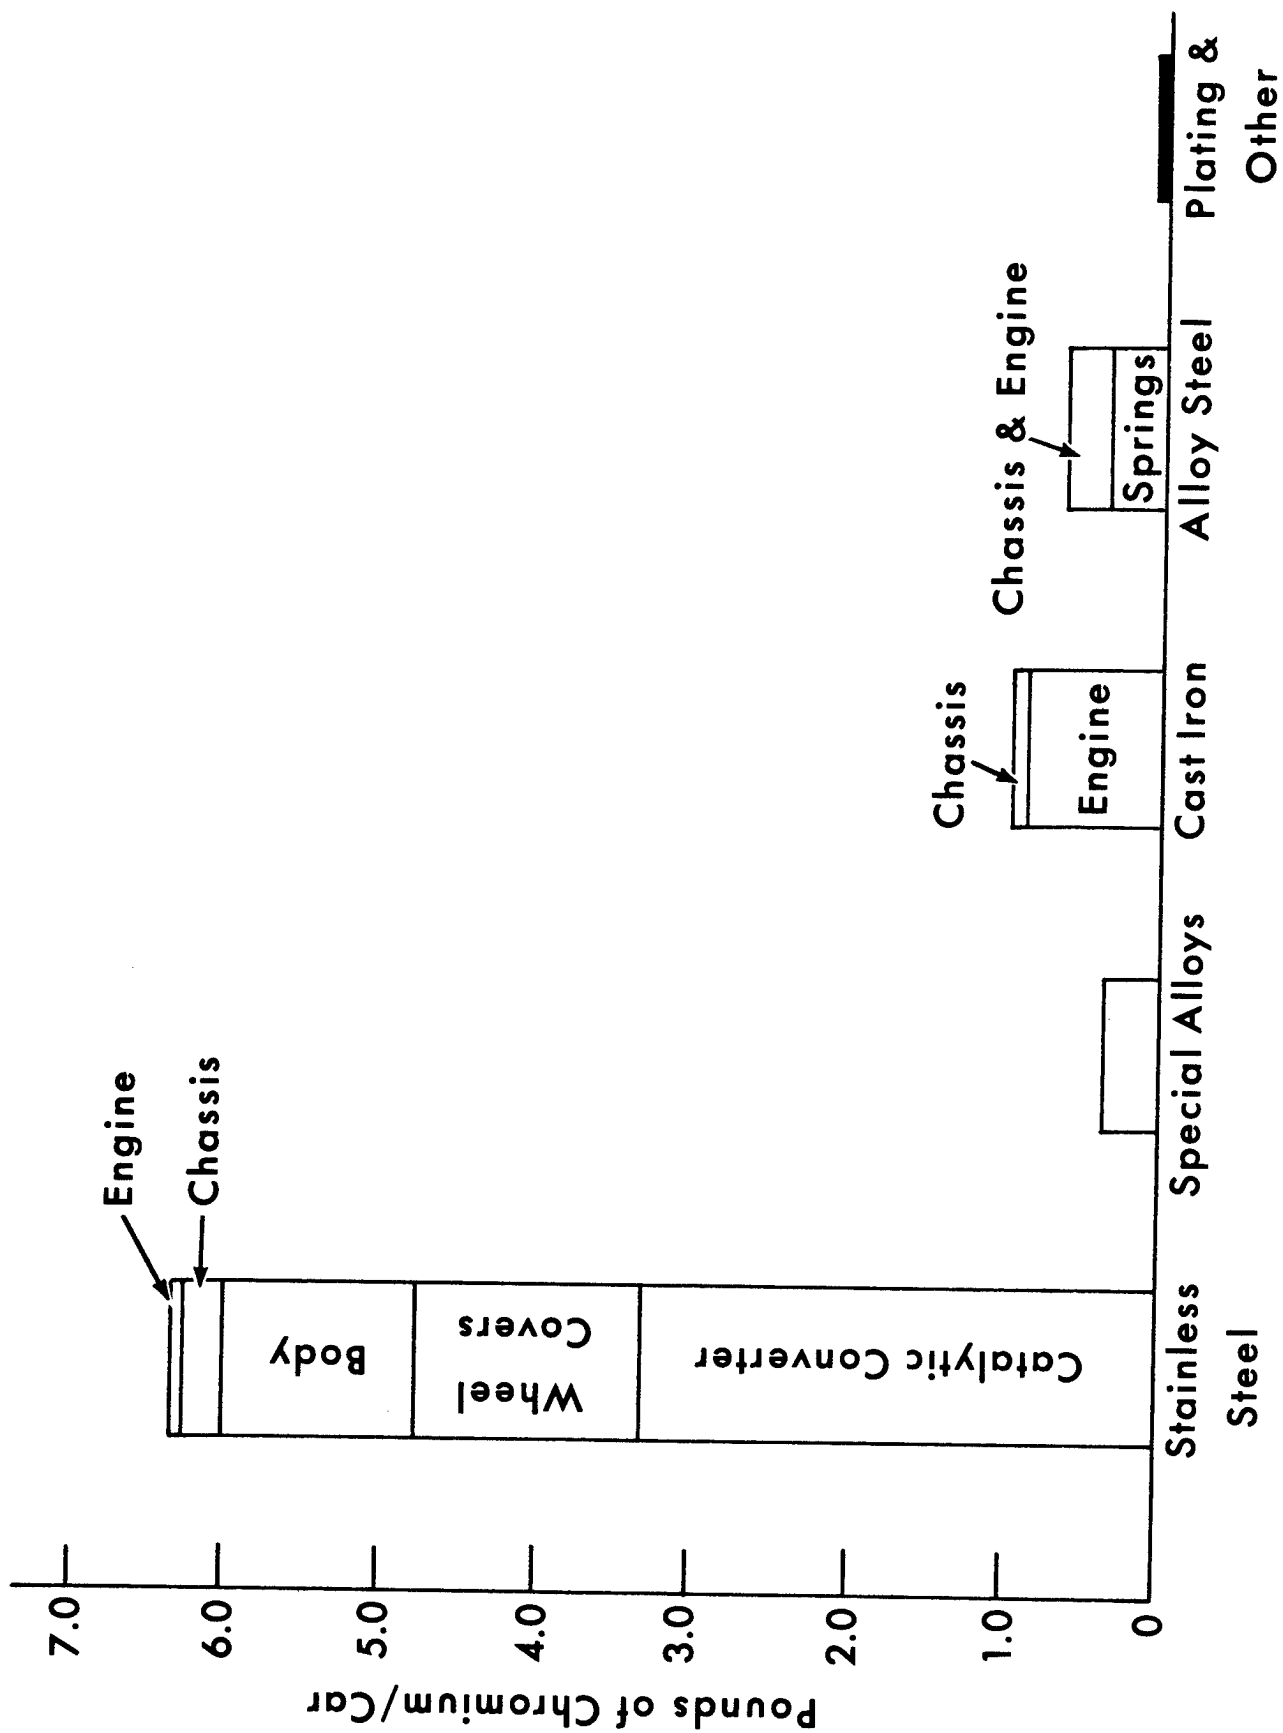 Pounds of Chromium/Car
7.0
6.0
5.0
4.0
3.0
2.0
1.0
0
Engine
Chassis
Body
Wheel
Covers
Catalytic Converter
Chassis
Engine
Chassis & Engine
Springs
Stainless
Steel
Special Alloys
Cast Iron
Alloy Steel
Plating &
Other